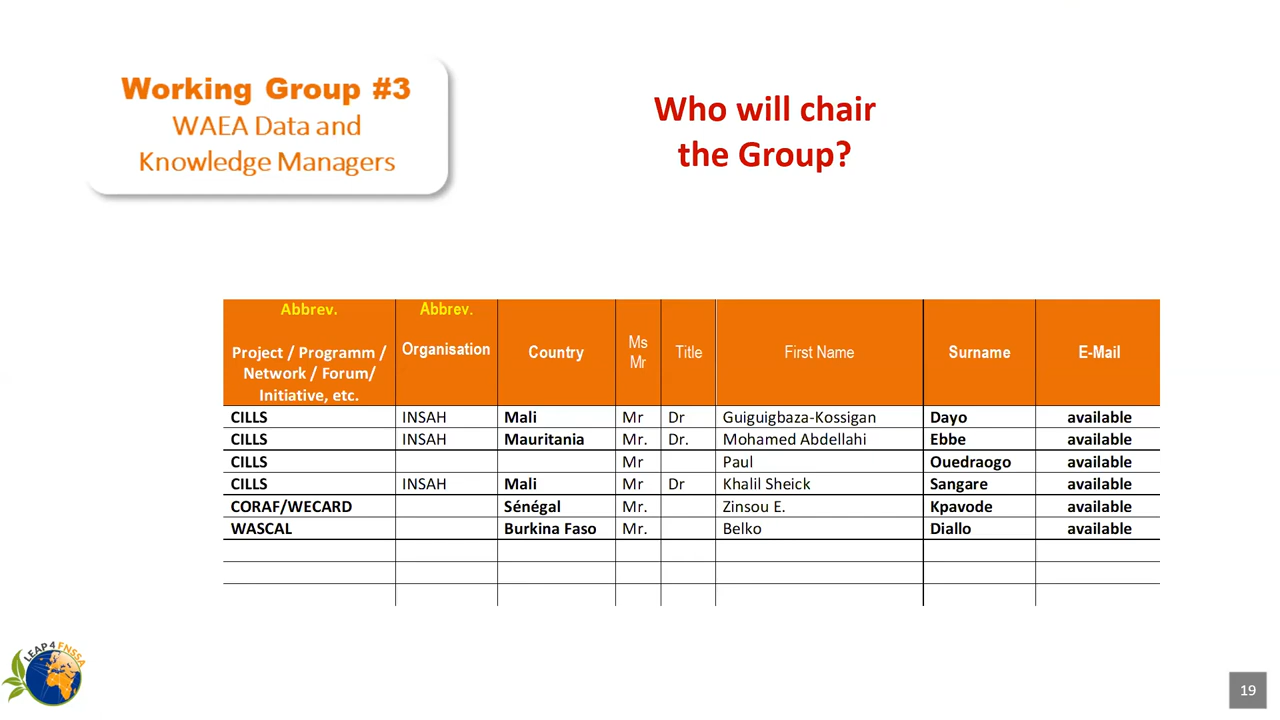 Working Group #3
WAEA Data and
Knowledge Managers
Who will chair
the Group?
Abbrev. Project / Programm / Network / Forum/ Initiative, etc. Abbrev. Organisation Country Ms Mr Title First Name Surname E-Mail
CILLS INSAH Mali Mr Dr Guiguigbaza-Kossigan Dayo available
CILLS INSAH Mauritania Mr. Dr. Mohamed Abdellahi Ebbe available
CILLS Mr Paul Ouedraogo available
CILLS INSAH Mali Mr Dr Khalil Sheick Sangare available
CORAF/WECARD Sénégal Mr. Zinsou E. Kpavode available
WASCAL Burkina Faso Mr. Belko Diallo available
LEAP4FNSSA
19